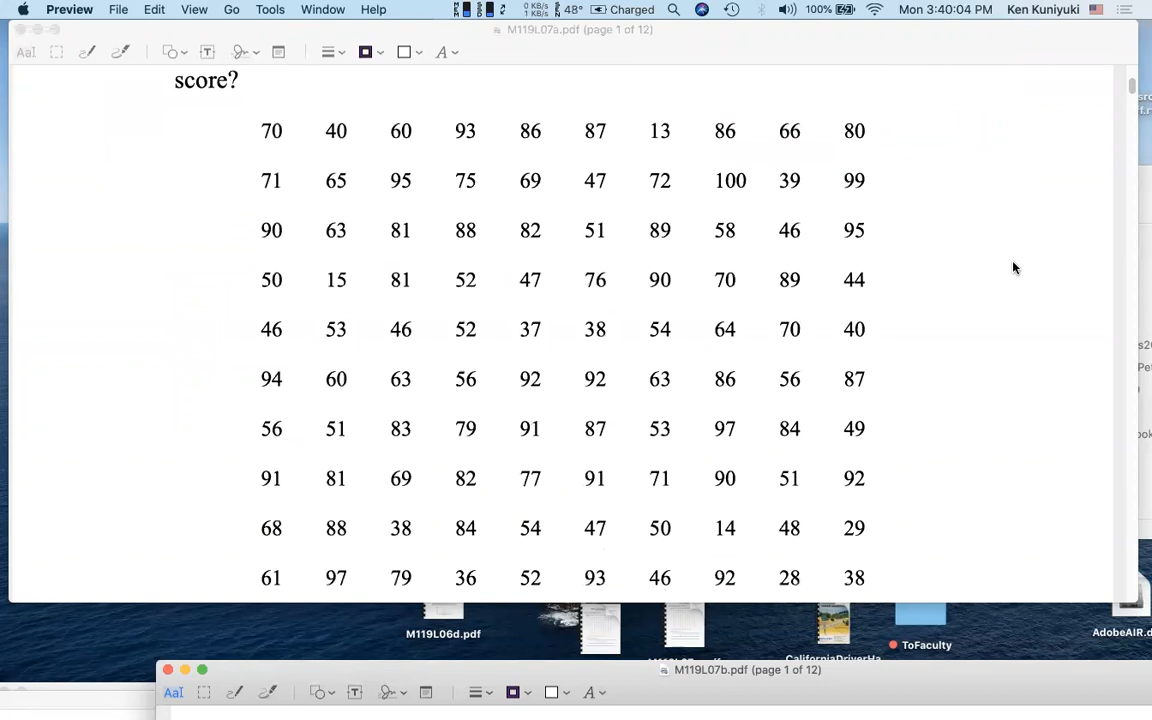 Preview File Edit View Go Tools Window Help 0 KB/s 1 KB/s 48° Charged 100% Mon 3:40:04 PM Ken Kuniyuki
M119L07a.pdf (page 1 of 12)
score?
70 40 60 93 86 87 13 86 66 80
71 65 95 75 69 47 72 100 39 99
90 63 81 88 82 51 89 58 46 95
50 15 81 52 47 76 90 70 89 44
46 53 46 52 37 38 54 64 70 40
94 60 63 56 92 92 63 86 56 87
56 51 83 79 91 87 53 97 84 49
91 81 69 82 77 91 71 90 51 92
68 88 38 84 54 47 50 14 48 29
61 97 79 36 52 93 46 92 28 38
M119L06d.pdf
ToFaculty
AdobeAIR.d
CaliforniaDriverHa
M119L07b.pdf (page 1 of 12)